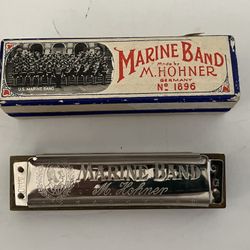 MARINE BAND
Made by
M. HOHNER
GERMANY
No 1896
U.S. MARINE BAND
MARINE BAND
M. Hohner